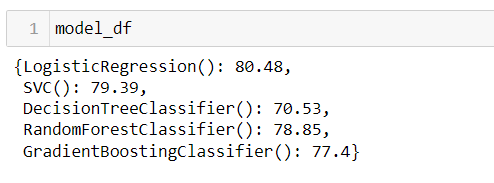 1 model_df
{LogisticRegression(): 80.48,
SVC(): 79.39,
DecisionTreeClassifier(): 70.53,
RandomForestClassifier(): 78.85,
GradientBoostingClassifier(): 77.4}